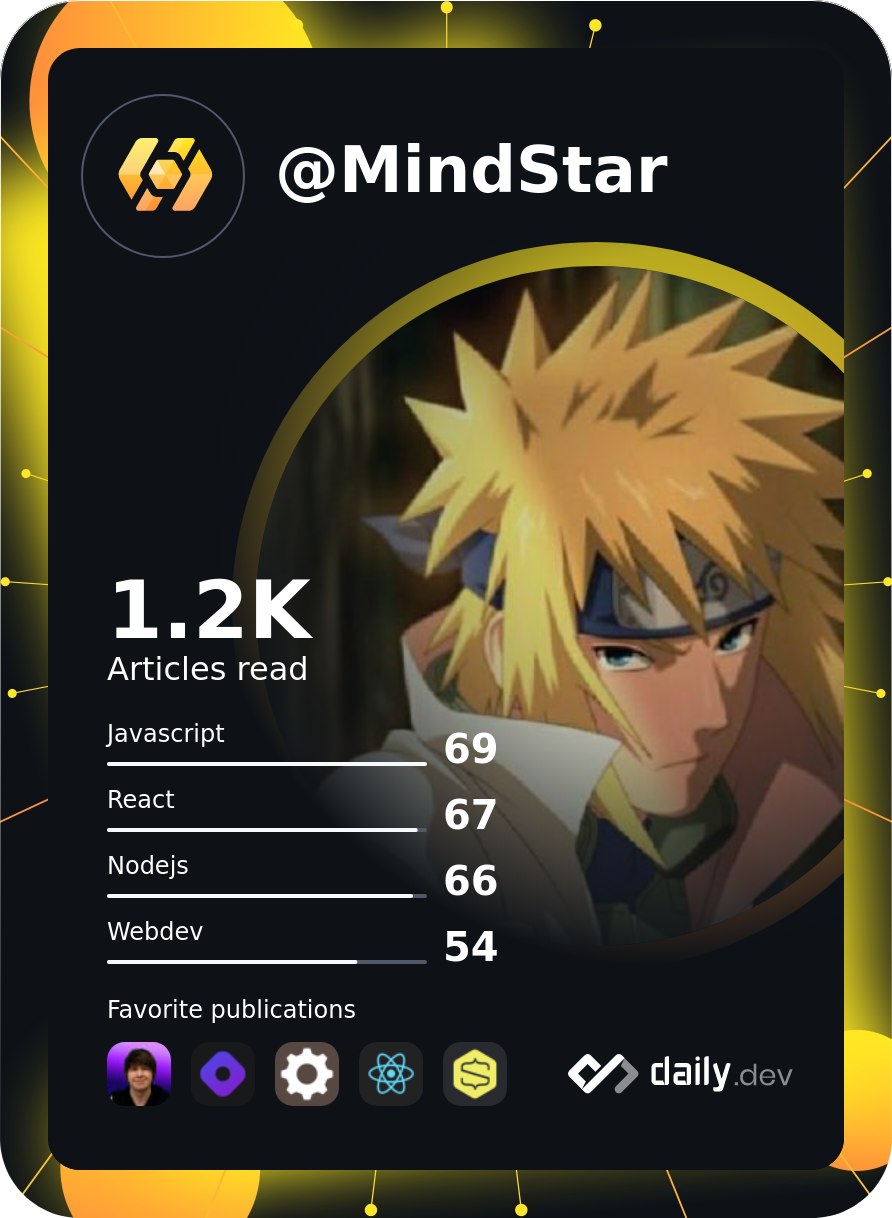 @MindStar
1.2K
Articles read
Javascript
69
React
67
Nodejs
66
Webdev
54
Favorite publications
daily.dev